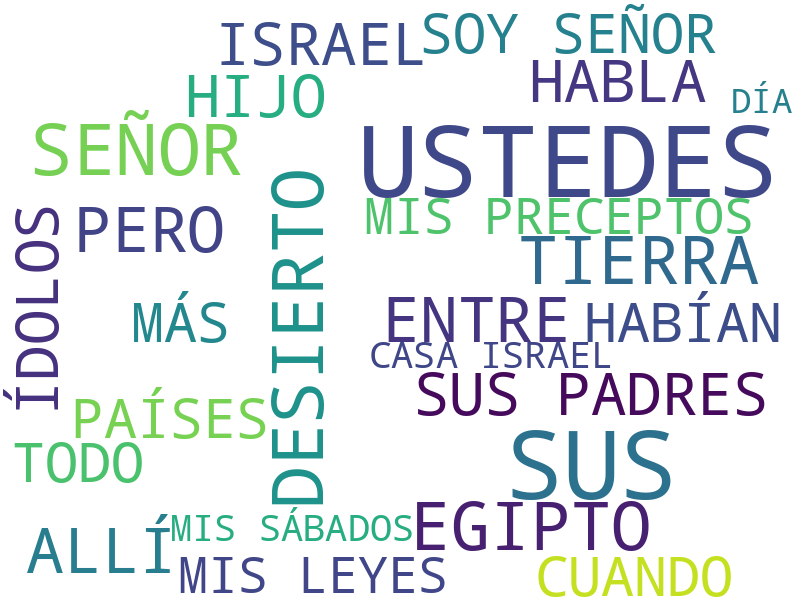 ISRAEL
SOY SEÑOR
HIJO
HABLA
DÍA
SEÑOR
USTEDES
PERO
MIS PRECEPTOS
ÍDOLOS
DESIERTO
TIERRA
MÁS
ENTRE
HABÍAN
CASA ISRAEL
SUS PADRES
PAÍSES
TODO
SUS
ALLÍ
MIS SÁBADOS
EGIPTO
MIS LEYES
CUANDO